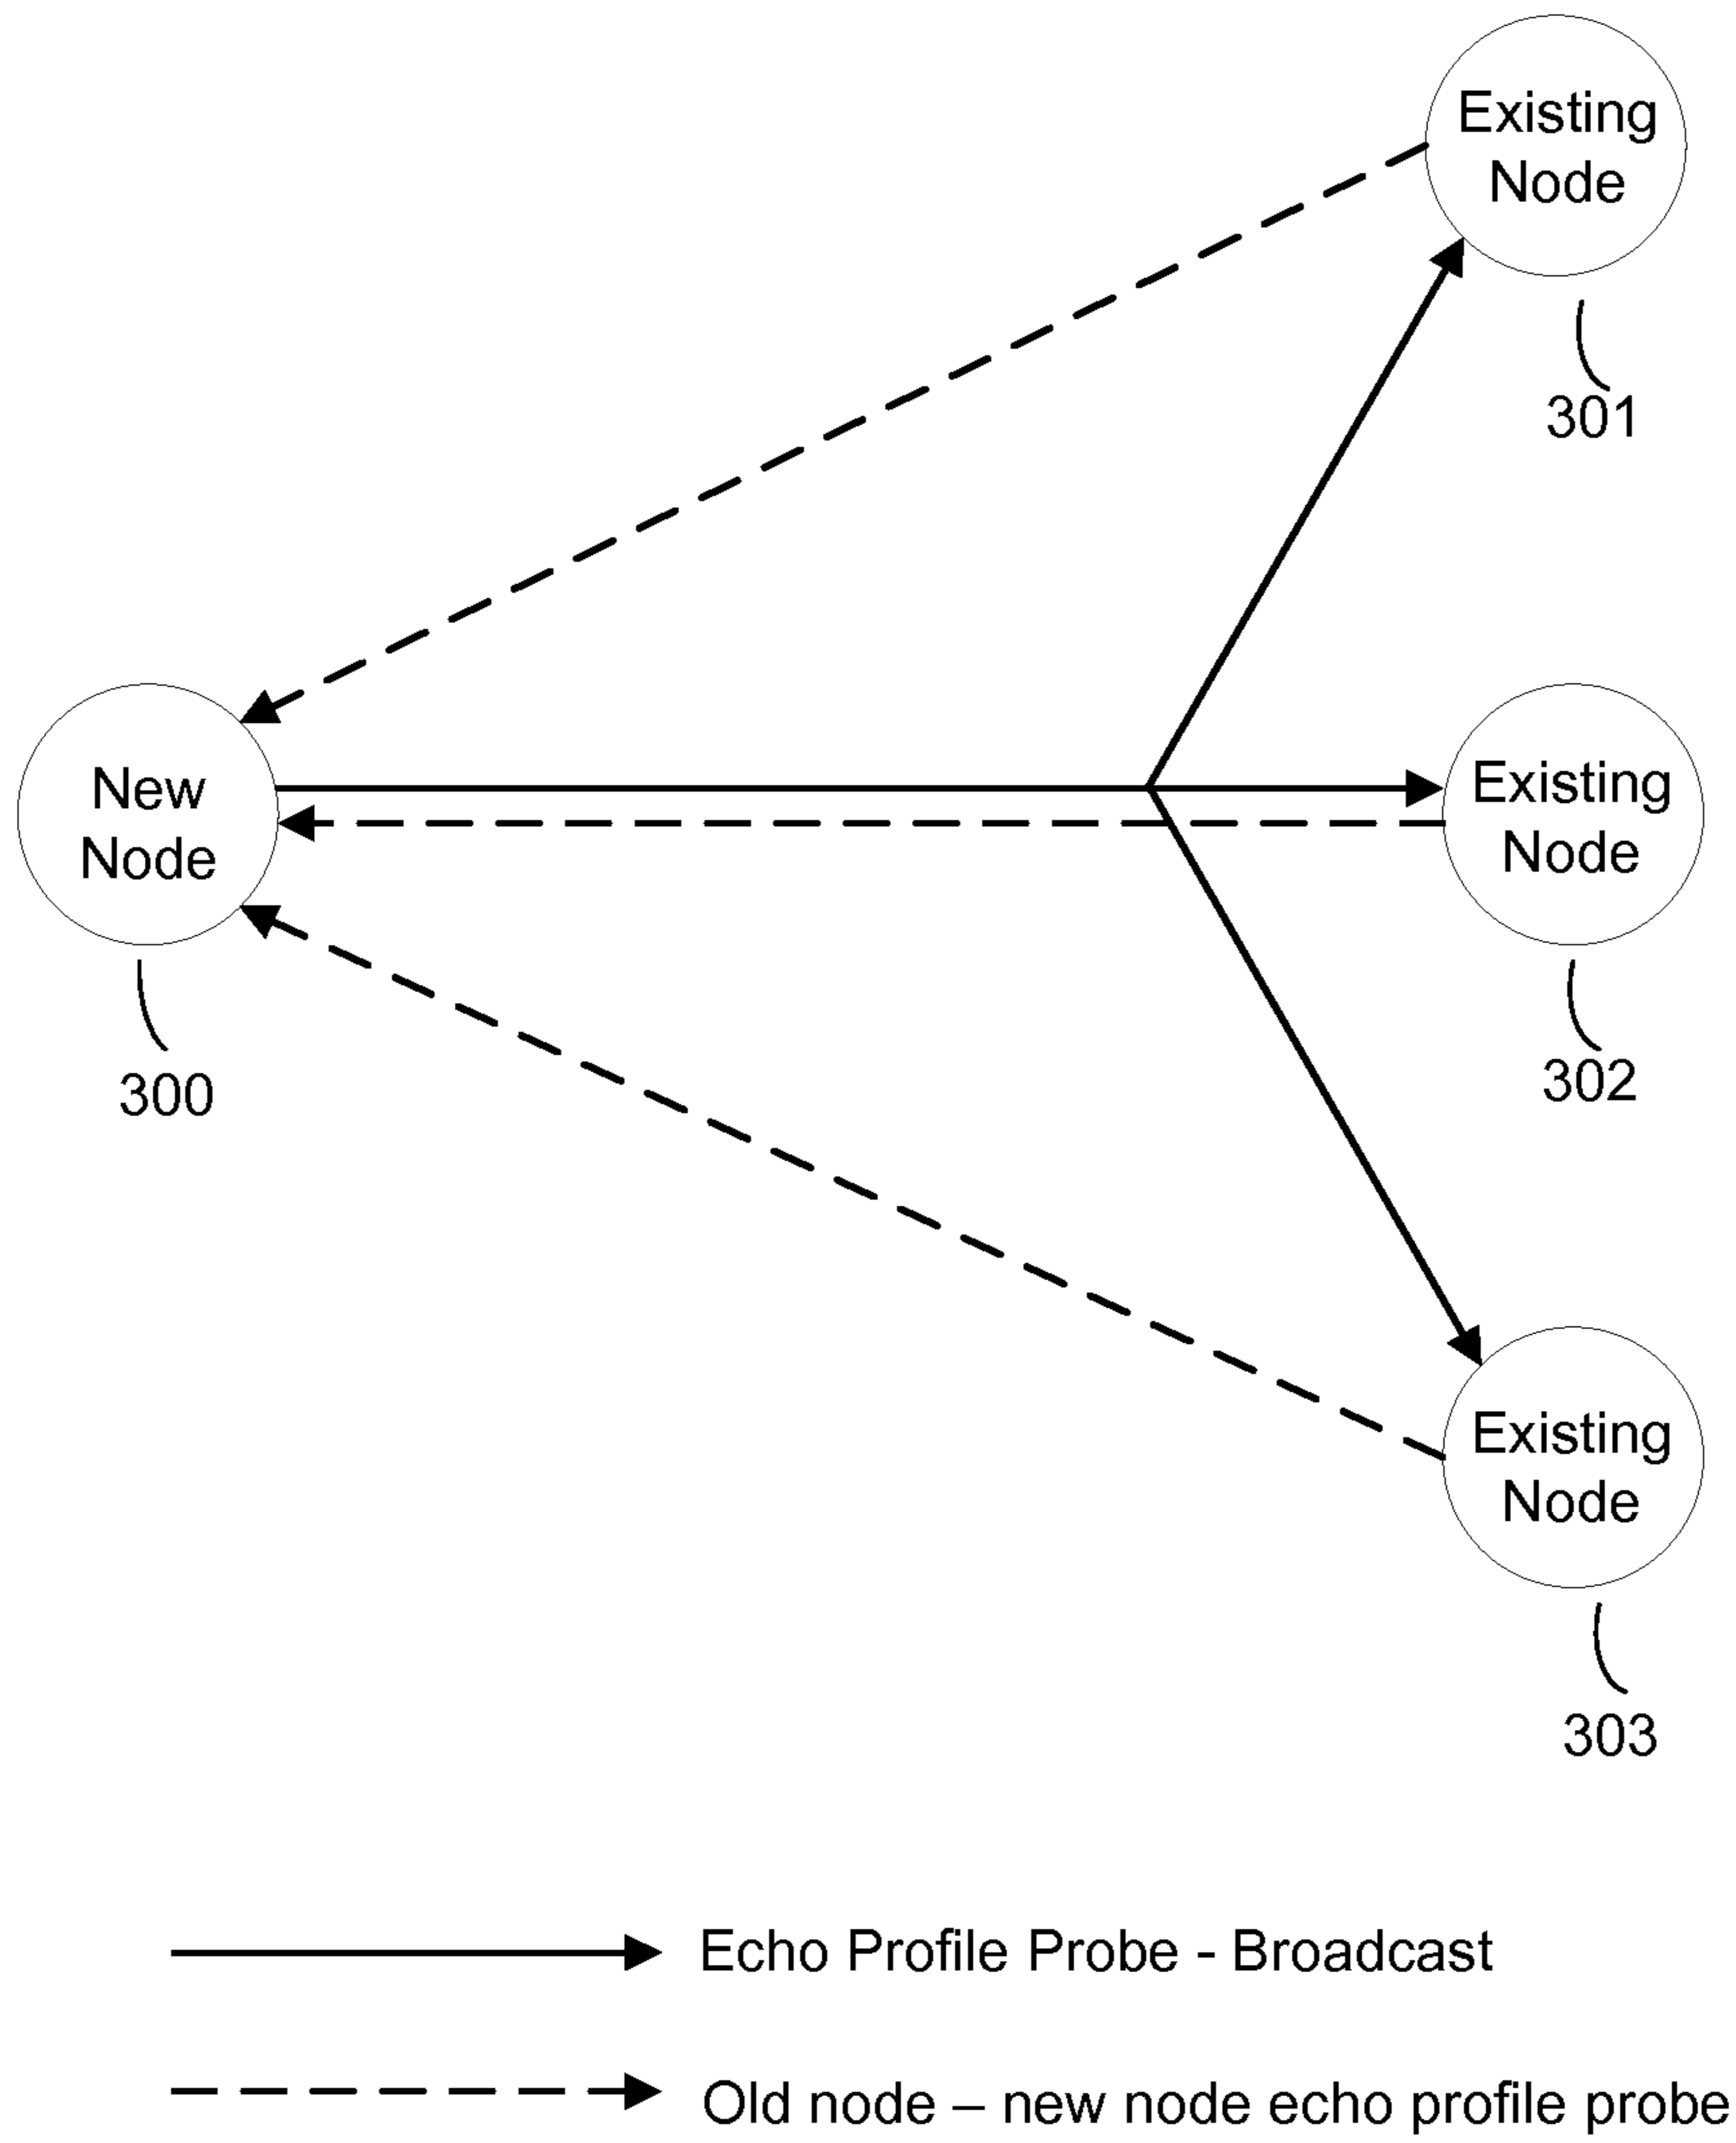 Existing
Node
301
New
Node
300
Existing
Node
302
Existing
Node
303
Echo Profile Probe - Broadcast
Old node – new node echo profile probe